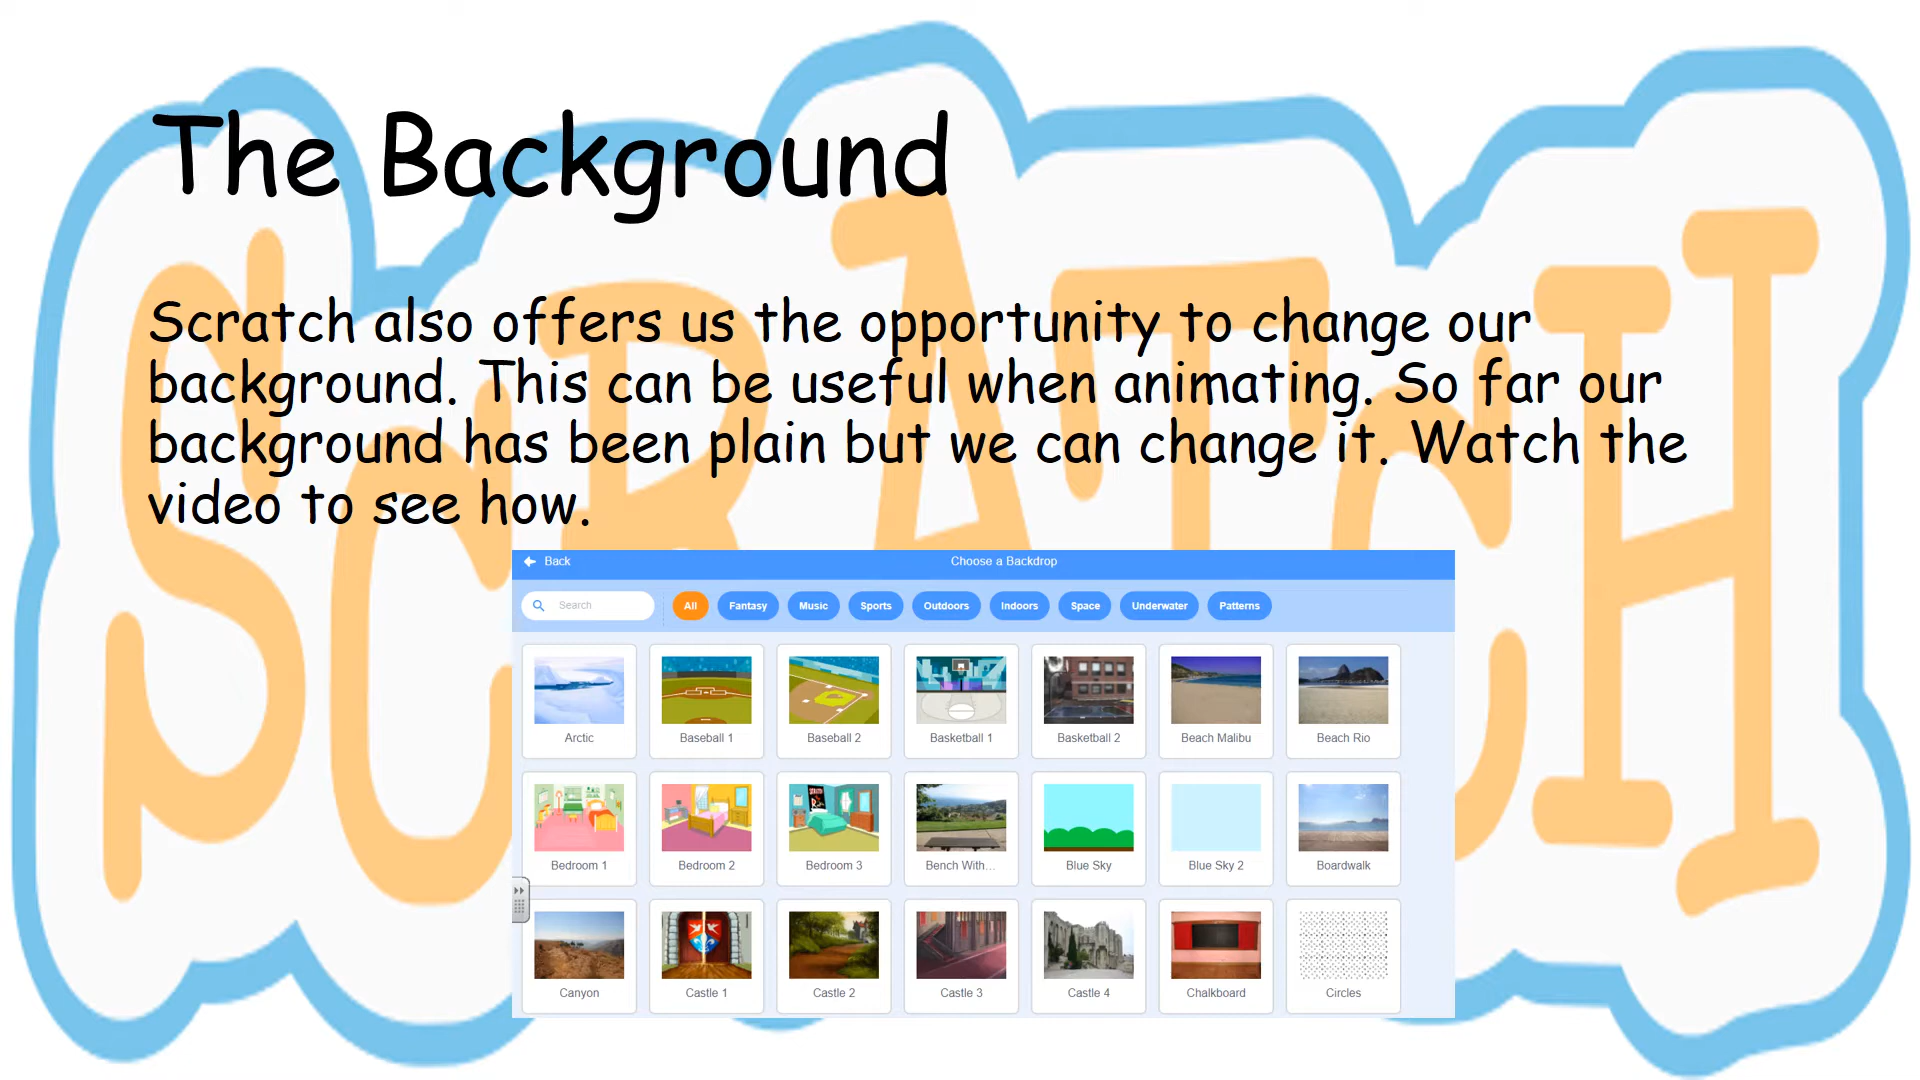 The Background
Scratch also offers us the opportunity to change our
background. This can be useful when animating. So far our
background has been plain but we can change it. Watch the
video to see how.
SCRATCH
Back Choose a Backdrop
Search All Fantasy Music Sports Outdoors Indoors Space Underwater Patterns
Arctic Baseball 1 Baseball 2 Basketball 1 Basketball 2 Beach Malibu Beach Rio
Bedroom 1 Bedroom 2 Bedroom 3 Bench With... Blue Sky Blue Sky 2 Boardwalk
Canyon Castle 1 Castle 2 Castle 3 Castle 4 Chalkboard Circles